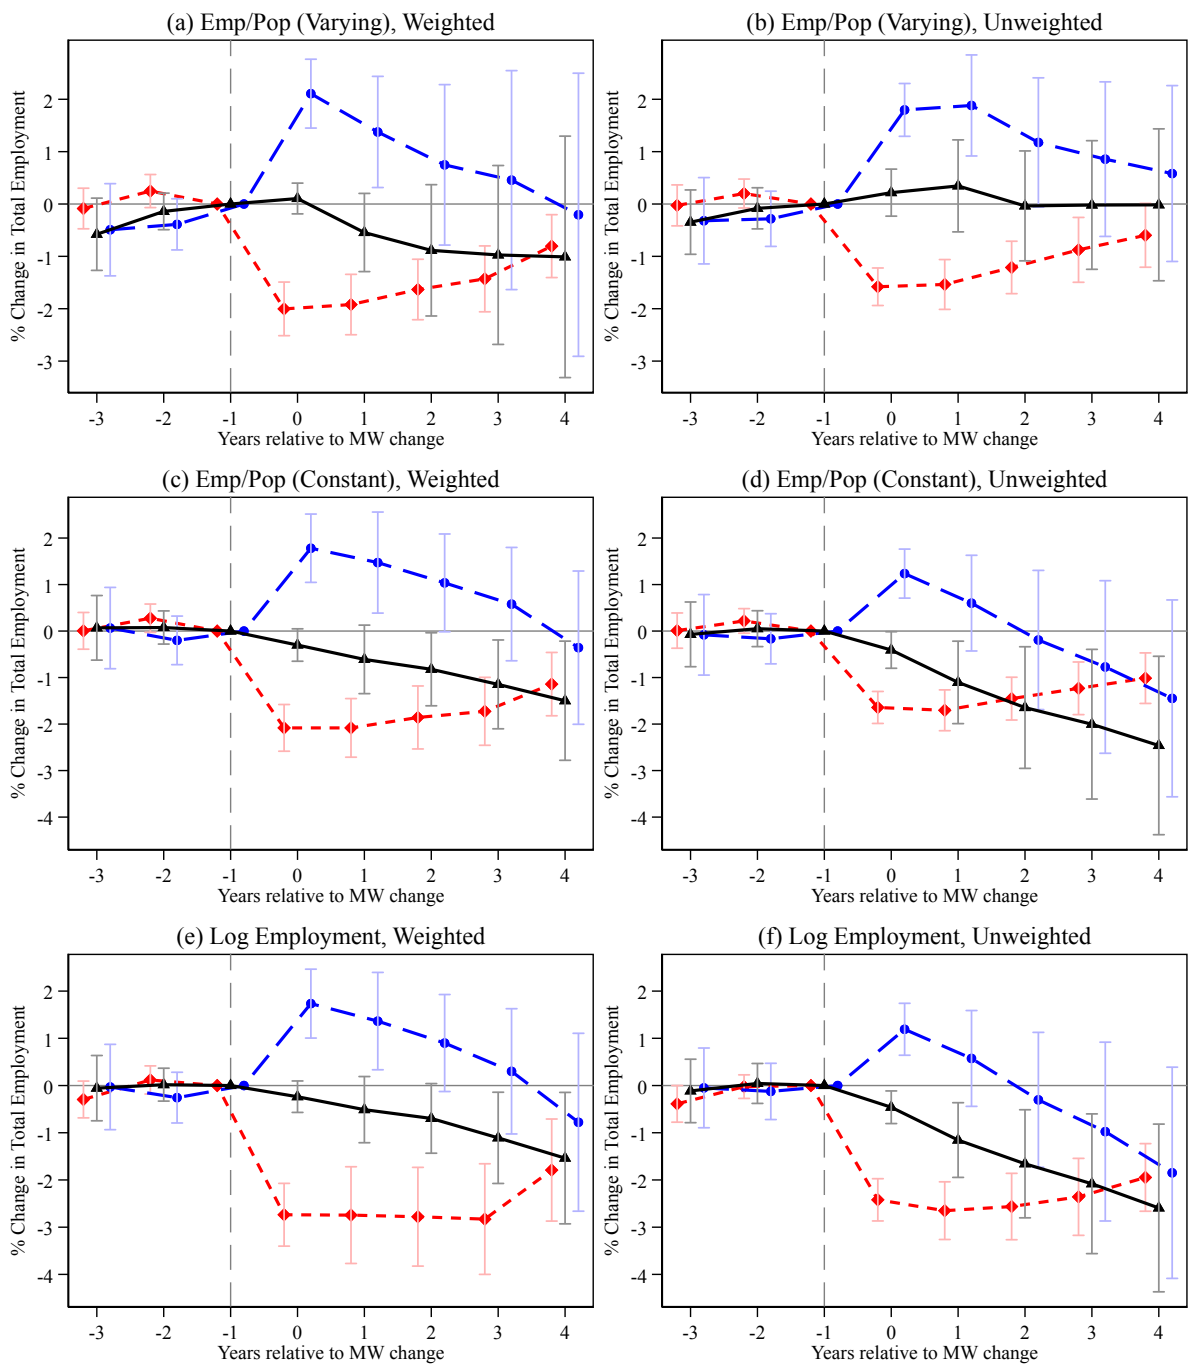 (a) Emp/Pop (Varying), Weighted
% Change in Total Employment
2
1
0
-1
-2
-3
-3 -2 -1 0 1 2 3 4
Years relative to MW change
(b) Emp/Pop (Varying), Unweighted
% Change in Total Employment
2
1
0
-1
-2
-3
-3 -2 -1 0 1 2 3 4
Years relative to MW change
(c) Emp/Pop (Constant), Weighted
% Change in Total Employment
2
1
0
-1
-2
-3
-4
-3 -2 -1 0 1 2 3 4
Years relative to MW change
(d) Emp/Pop (Constant), Unweighted
% Change in Total Employment
2
1
0
-1
-2
-3
-4
-3 -2 -1 0 1 2 3 4
Years relative to MW change
(e) Log Employment, Weighted
% Change in Total Employment
2
1
0
-1
-2
-3
-4
-3 -2 -1 0 1 2 3 4
Years relative to MW change
(f) Log Employment, Unweighted
% Change in Total Employment
2
1
0
-1
-2
-3
-4
-3 -2 -1 0 1 2 3 4
Years relative to MW change